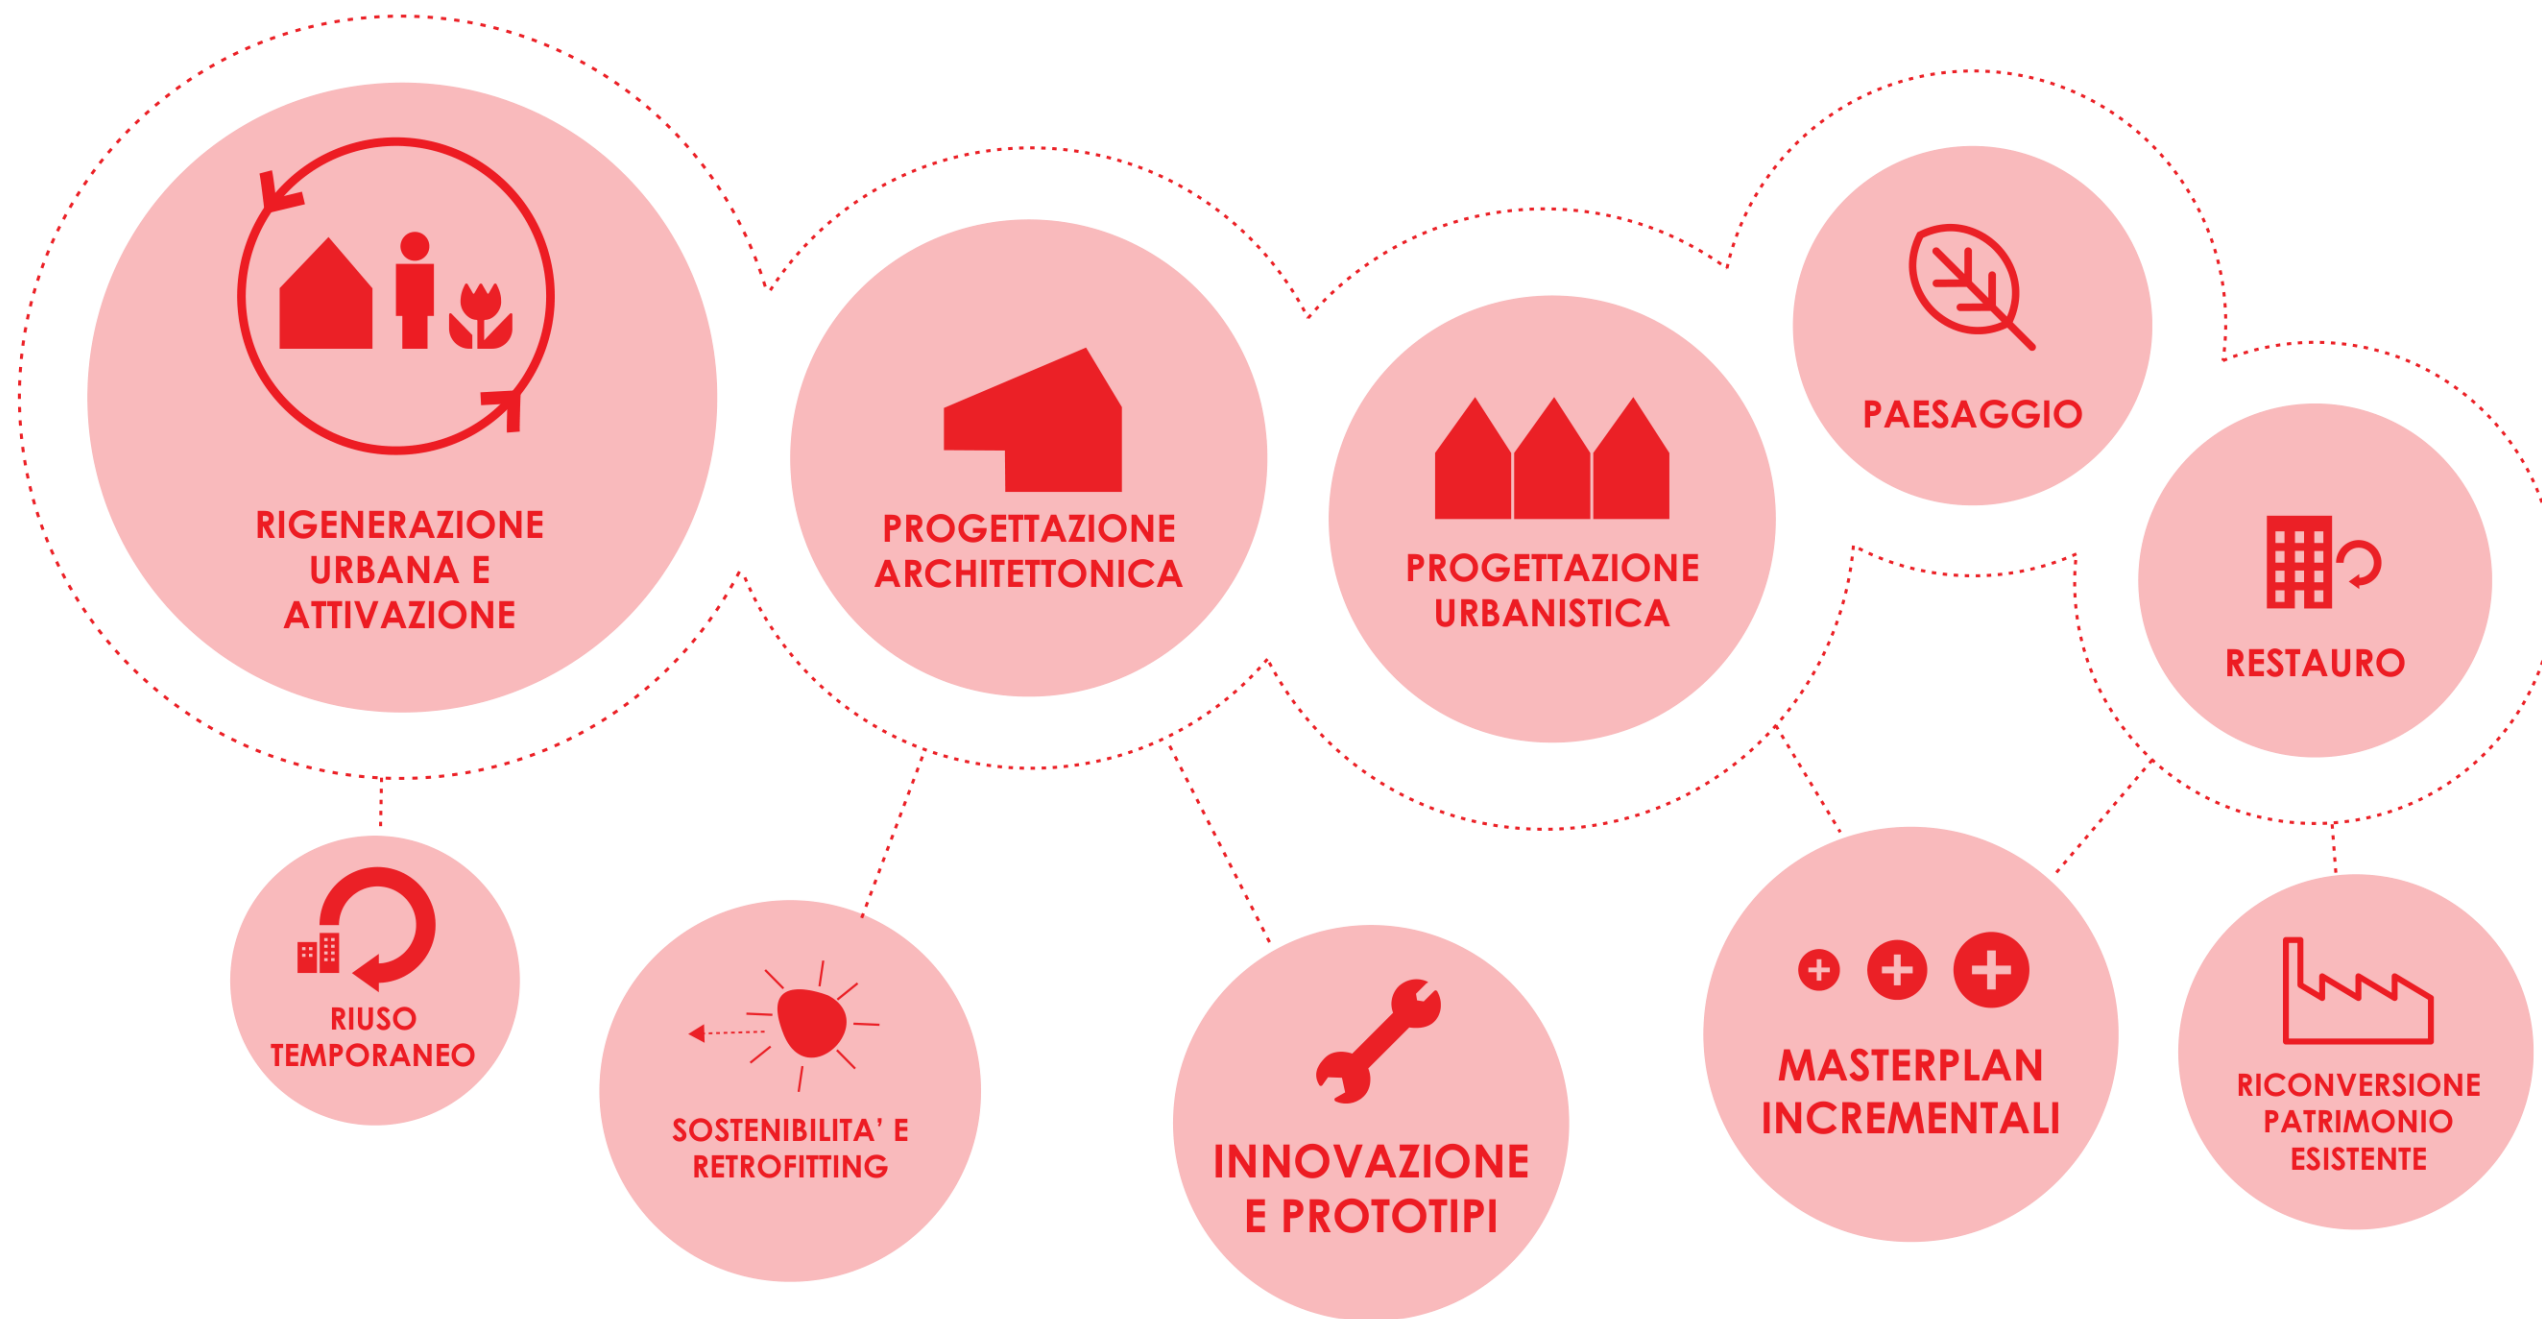 RIGENERAZIONE
URBANA E
ATTIVAZIONE
PROGETTAZIONE
ARCHITETTONICA
PROGETTAZIONE
URBANISTICA
PAESAGGIO
RESTAURO
RIUSO
TEMPORANEO
SOSTENIBILITA’ E
RETROFITTING
INNOVAZIONE
E PROTOTIPI
MASTERPLAN
INCREMENTALI
RICONVERSIONE
PATRIMONIO
ESISTENTE